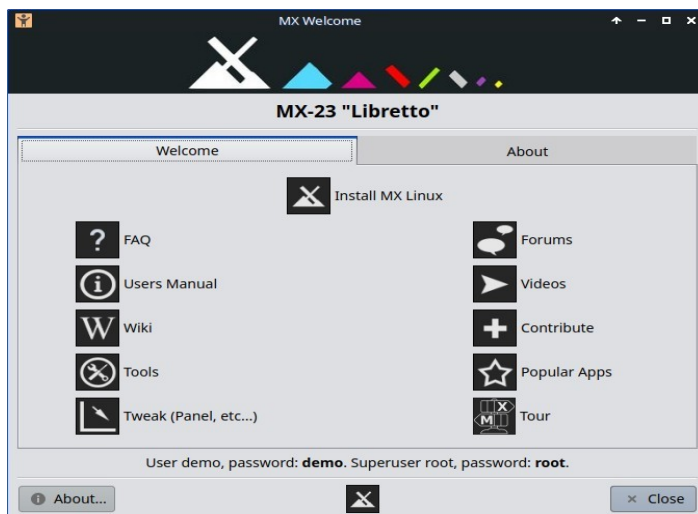 MX Welcome
MX-23 "Libretto"
Welcome About
Install MX Linux
FAQ Forums
Users Manual Videos
Wiki Contribute
Tools Popular Apps
Tweak (Panel, etc...) Tour
User demo, password: demo. Superuser root, password: root.
About... Close